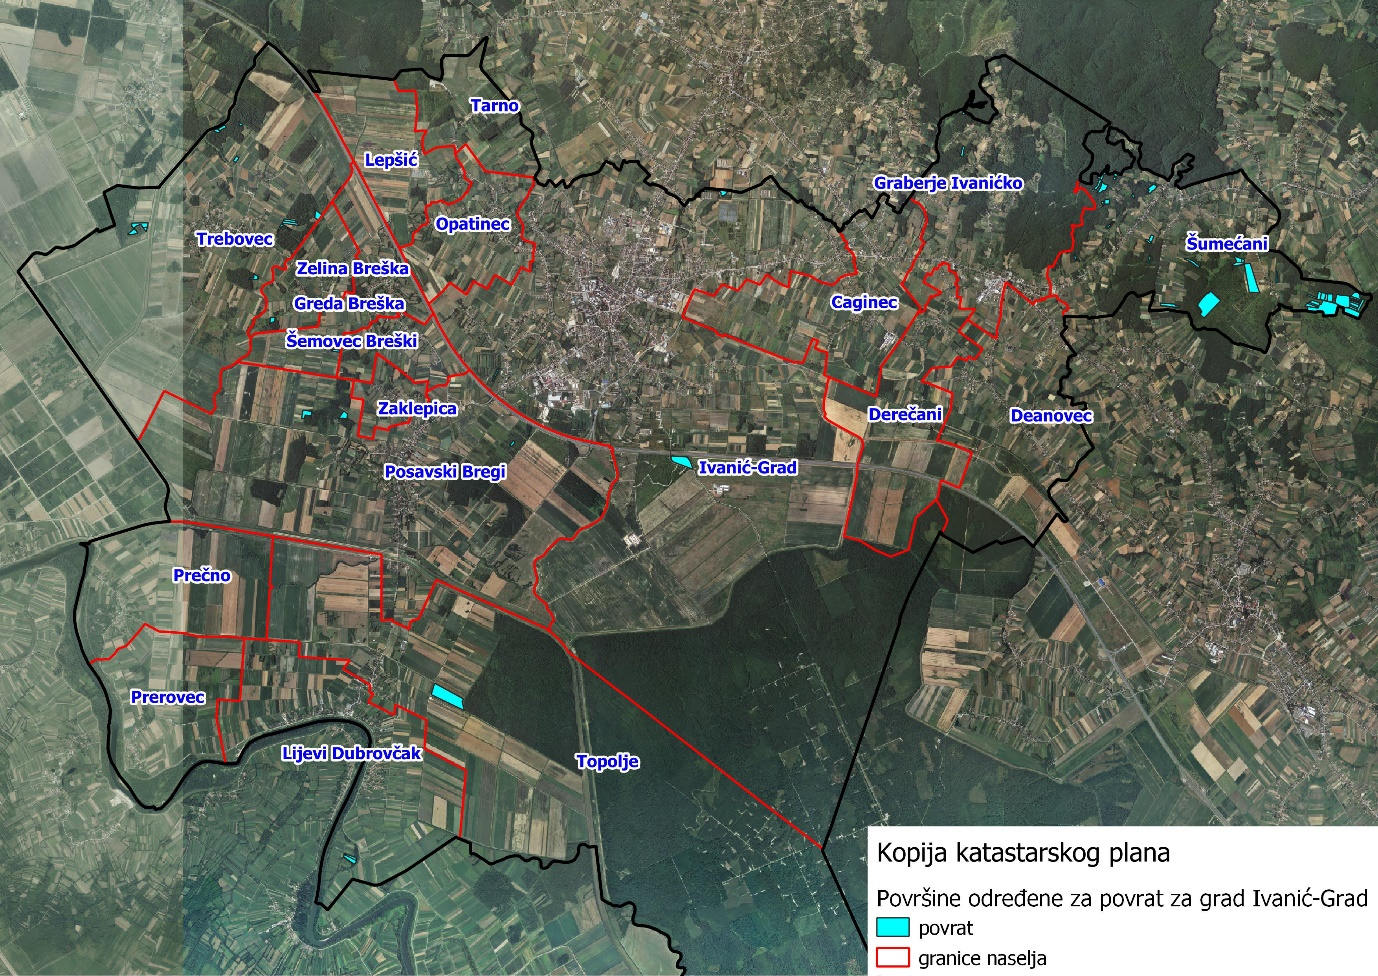 Tarno
Lepšić
Graberje Ivanićko
Opatinec
Trebovec
Šumećani
Zelina Breška
Greda Breška
Caginec
Šemovec Breški
Zaklepica
Derečani
Deanovec
Posavski Bregi
Ivanić-Grad
Prečno
Prerovec
Lijevi Dubrovčak
Topolje
Kopija katastarskog plana
Površine određene za povrat za grad Ivanić-Grad
povrat
granice naselja